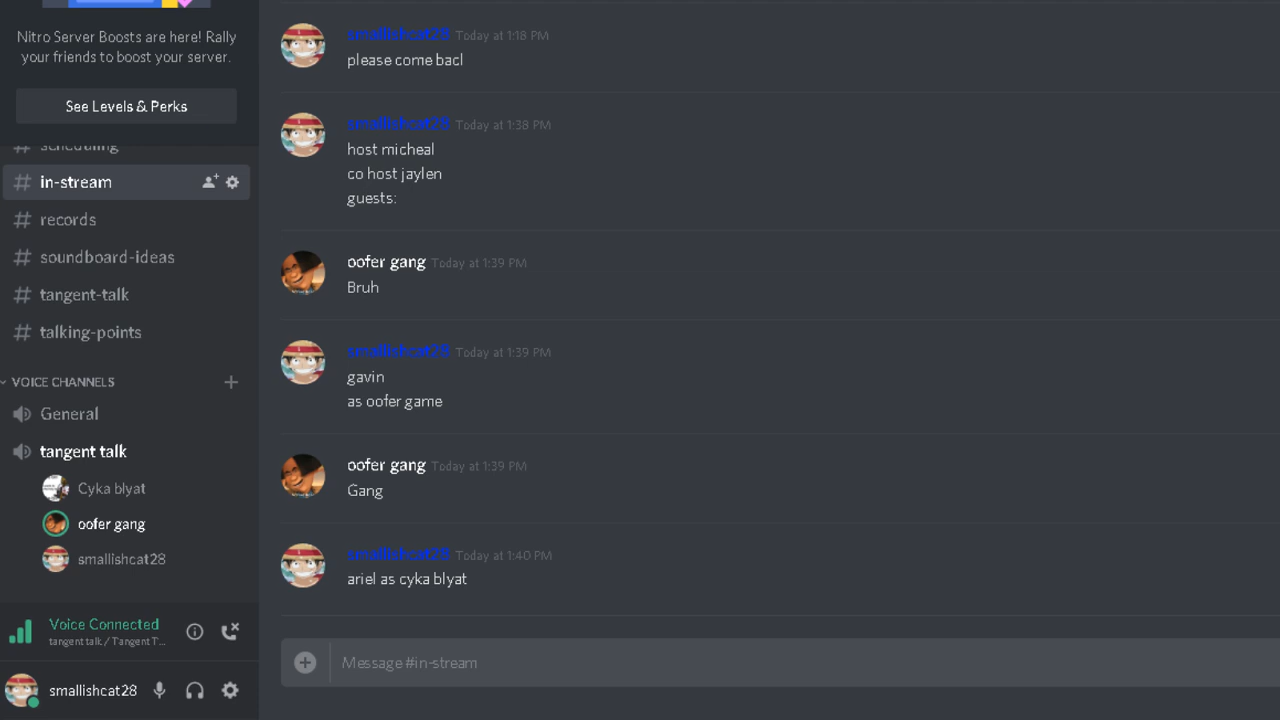 Nitro Server Boosts are here! Rally
your friends to boost your server.
See Levels & Perks
# scheduling
# in-stream
# records
# soundboard-ideas
# tangent-talk
# talking-points
VOICE CHANNELS
General
tangent talk
Cyka blyat
oofer gang
smallishcat28
Voice Connected
tangent talk / Tangent T...
smallishcat28
smallishcat28 Today at 1:18 PM
please come bacl
smallishcat28 Today at 1:38 PM
host micheal
co host jaylen
guests:
oofer gang Today at 1:39 PM
Bruh
smallishcat28 Today at 1:39 PM
gavin
as oofer game
oofer gang Today at 1:39 PM
Gang
smallishcat28 Today at 1:40 PM
ariel as cyka blyat
Message #in-stream